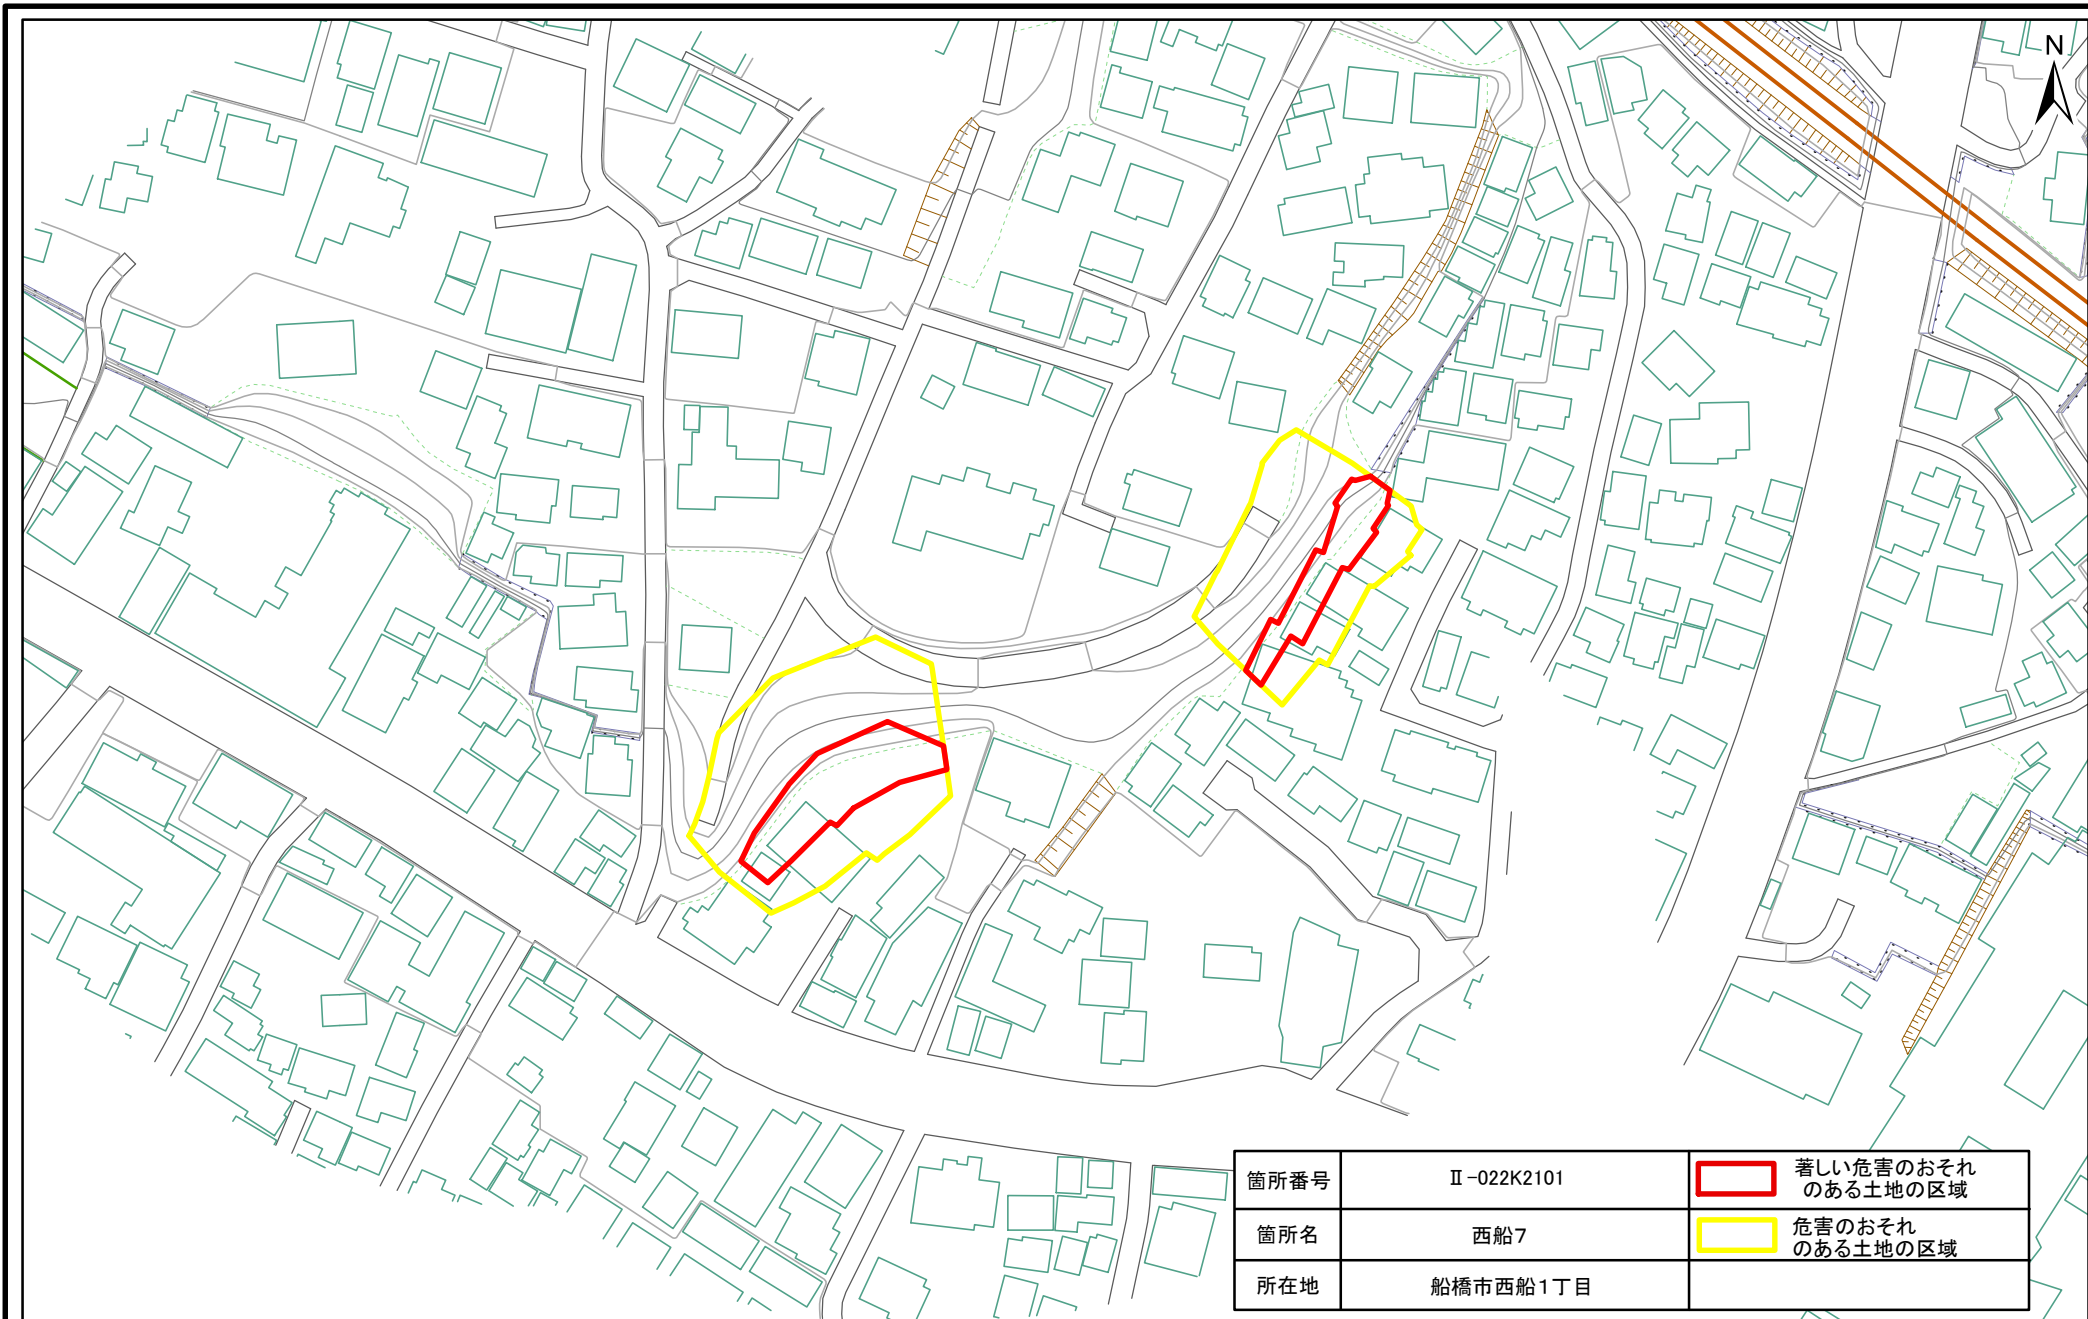 N
箇所番号
Ⅱ-022K2101
著しい危害のおそれ
のある土地の区域
箇所名
西船7
危害のおそれ
のある土地の区域
所在地
船橋市西船1丁目